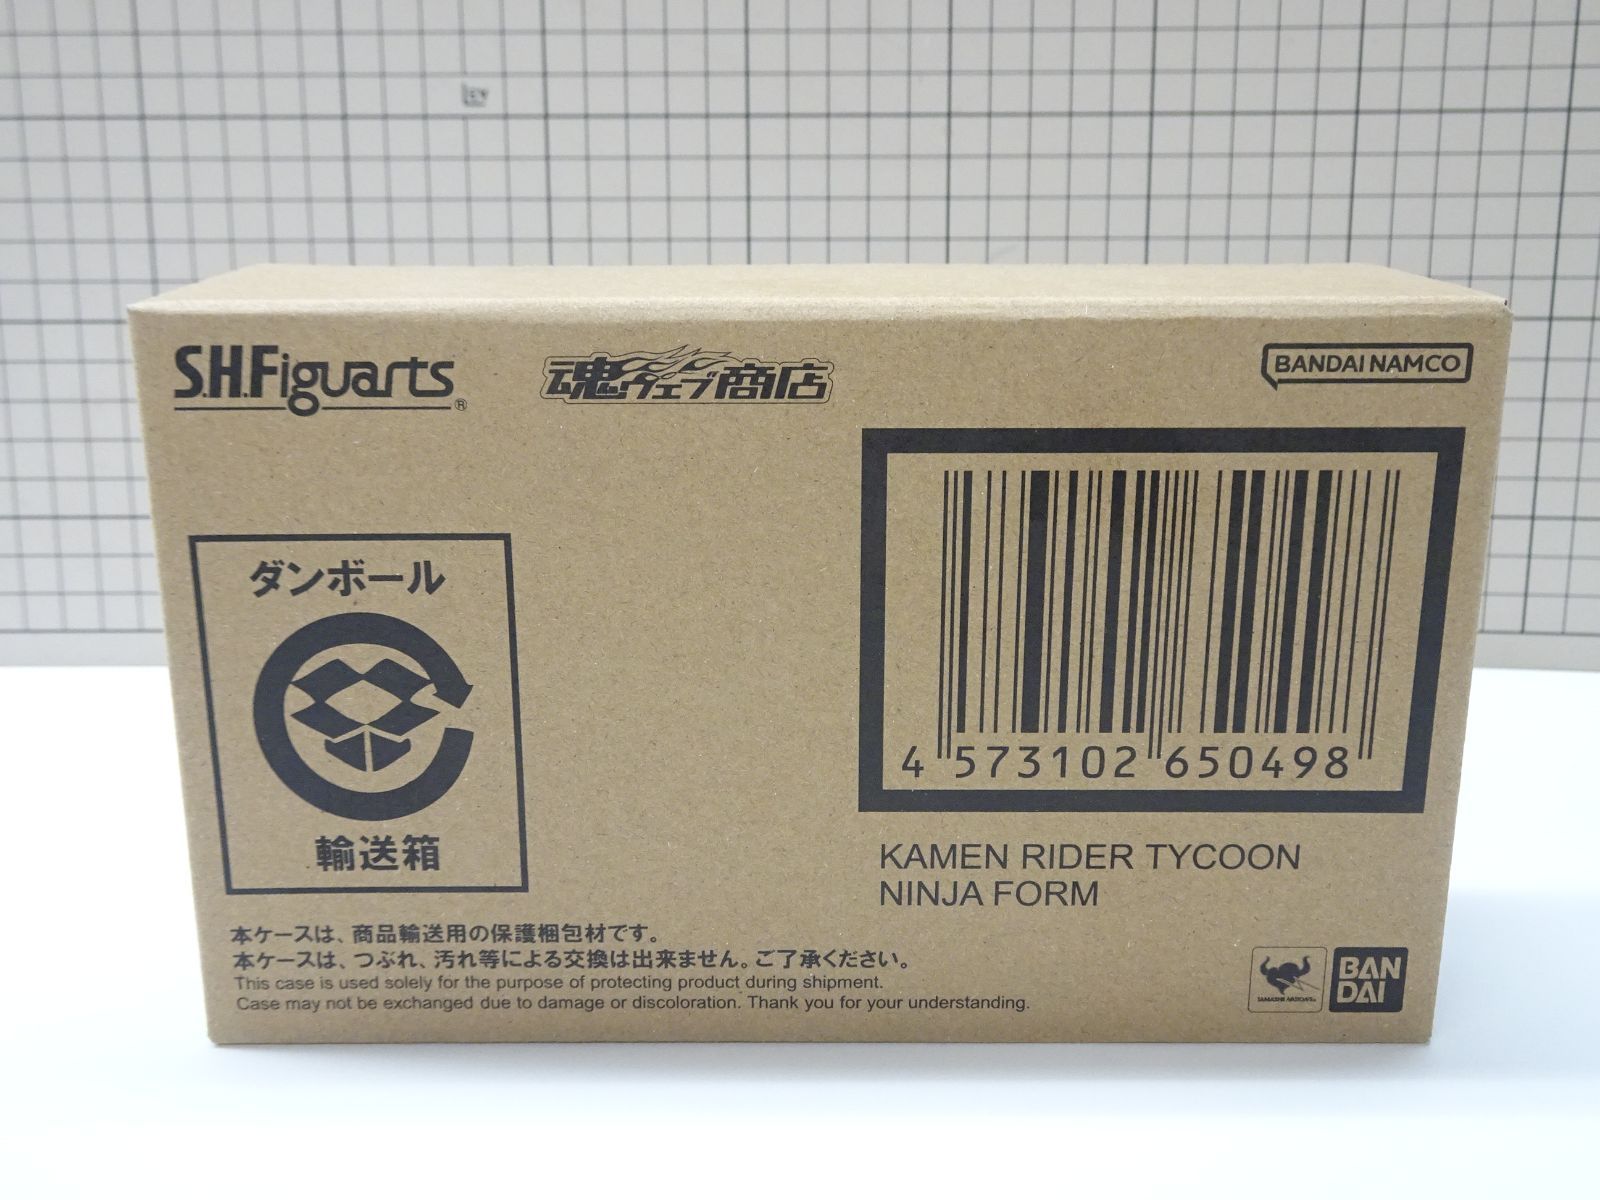 S.H.Figuarts
®
魂ウェブ商店
BANDAI NAMCO
ダンボール
輸送箱
4 573102 650498
KAMEN RIDER TYCOON
NINJA FORM
本ケースは、商品輸送用の保護梱包材です。
本ケースは、つぶれ、汚れ等による交換は出来ません。ご了承ください。
This case is used solely for the purpose of protecting product during shipment.
Case may not be exchanged due to damage or discoloration. Thank you for your understanding.
TAMASHII NATIONS
BAN
DAI